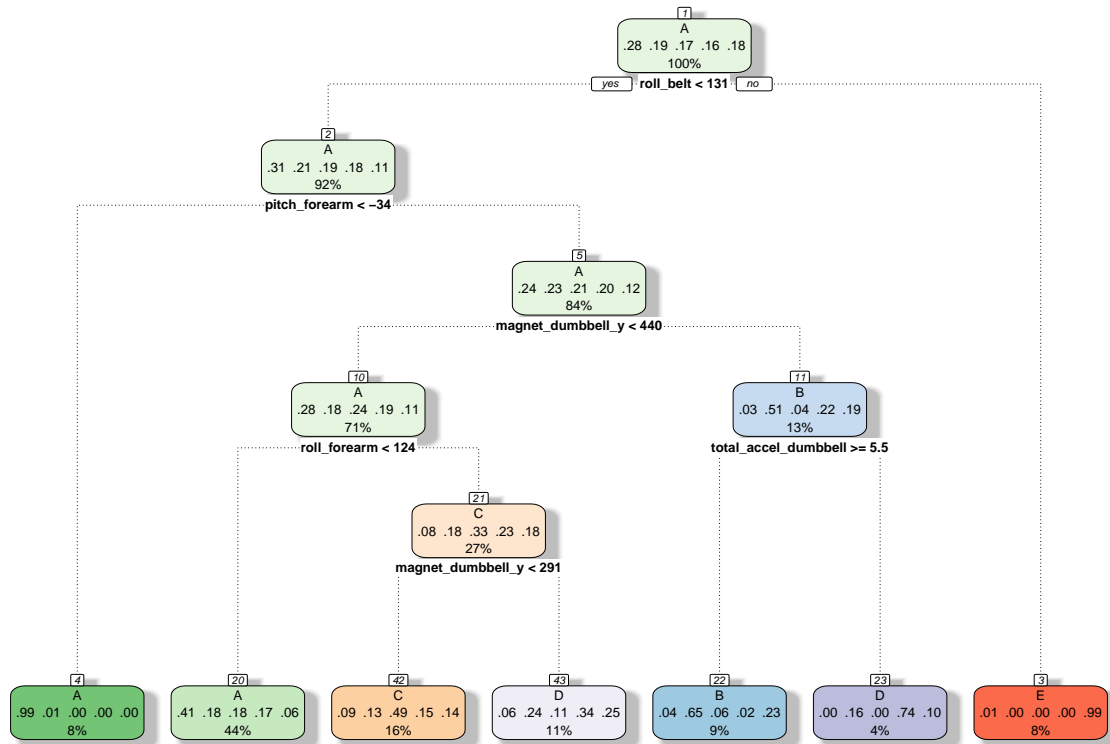 1
A
.28 .19 .17 .16 .18
100%
yes roll_belt < 131 no
2
A
.31 .21 .19 .18 .11
92%
pitch_forearm < −34
5
A
.24 .23 .21 .20 .12
84%
magnet_dumbbell_y < 440
10
A
.28 .18 .24 .19 .11
71%
roll_forearm < 124
11
B
.03 .51 .04 .22 .19
13%
total_accel_dumbbell >= 5.5
21
C
.08 .18 .33 .23 .18
27%
magnet_dumbbell_y < 291
4
A
.99 .01 .00 .00 .00
8%
20
A
.41 .18 .18 .17 .06
44%
42
C
.09 .13 .49 .15 .14
16%
43
D
.06 .24 .11 .34 .25
11%
22
B
.04 .65 .06 .02 .23
9%
23
D
.00 .16 .00 .74 .10
4%
3
E
.01 .00 .00 .00 .99
8%